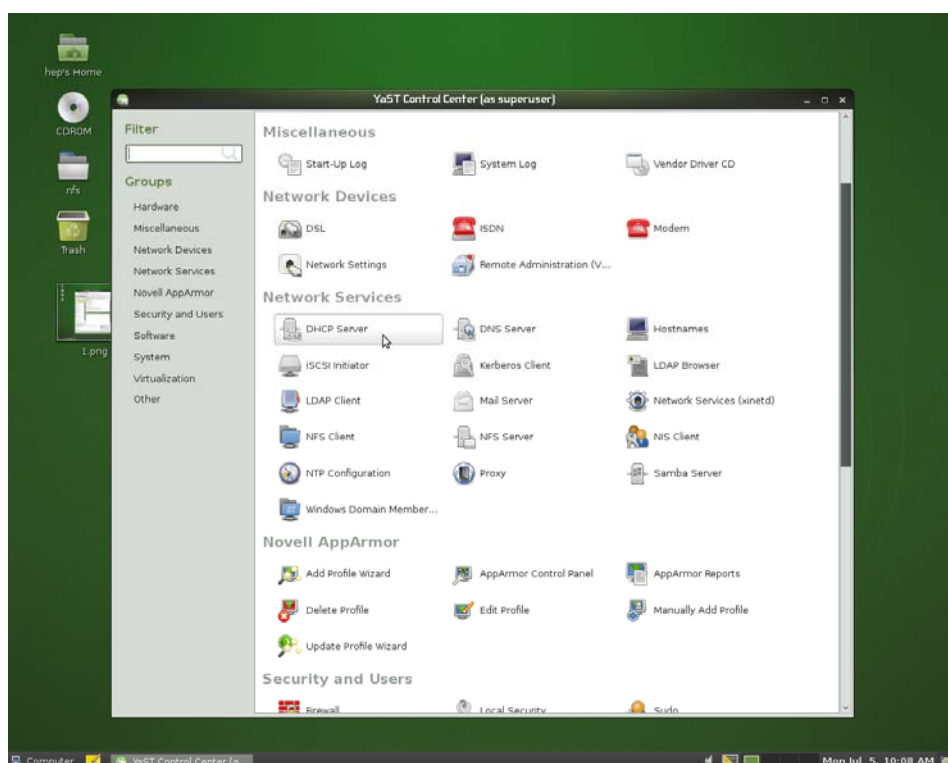 hep's Home
CDROM
nfs
Trash
1.png
YaST Control Center (as superuser)
Filter
Groups
Hardware
Miscellaneous
Network Devices
Network Services
Novell AppArmor
Security and Users
Software
System
Virtualization
Other
Miscellaneous
Start-Up Log
System Log
Vendor Driver CD
Network Devices
DSL
ISDN
Modem
Network Settings
Remote Administration (V...
Network Services
DHCP Server
DNS Server
Hostnames
iSCSI Initiator
Kerberos Client
LDAP Browser
LDAP Client
Mail Server
Network Services (xinetd)
NFS Client
NFS Server
NIS Client
NTP Configuration
Proxy
Samba Server
Windows Domain Member...
Novell AppArmor
Add Profile Wizard
AppArmor Control Panel
AppArmor Reports
Delete Profile
Edit Profile
Manually Add Profile
Update Profile Wizard
Security and Users
Firewall
Local Security
Sudo
Computer
YaST Control Center (a...
Mon Jul 5, 10:08 AM